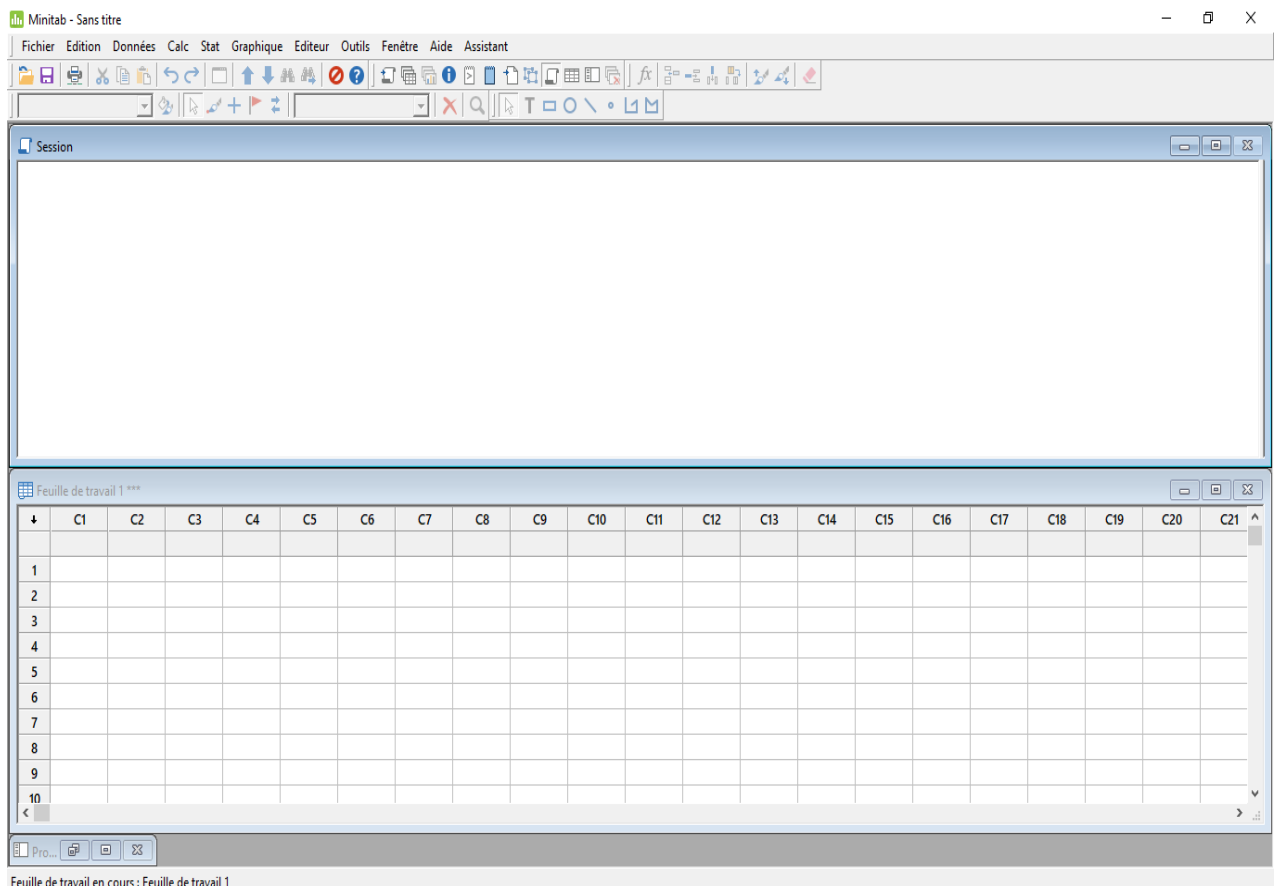 Minitab - Sans titre
Fichier Edition Données Calc Stat Graphique Editeur Outils Fenêtre Aide Assistant
Session
Feuille de travail 1 ***
C1 C2 C3 C4 C5 C6 C7 C8 C9 C10 C11 C12 C13 C14 C15 C16 C17 C18 C19 C20 C21
1
2
3
4
5
6
7
8
9
10
Pro...
Feuille de travail en cours : Feuille de travail 1